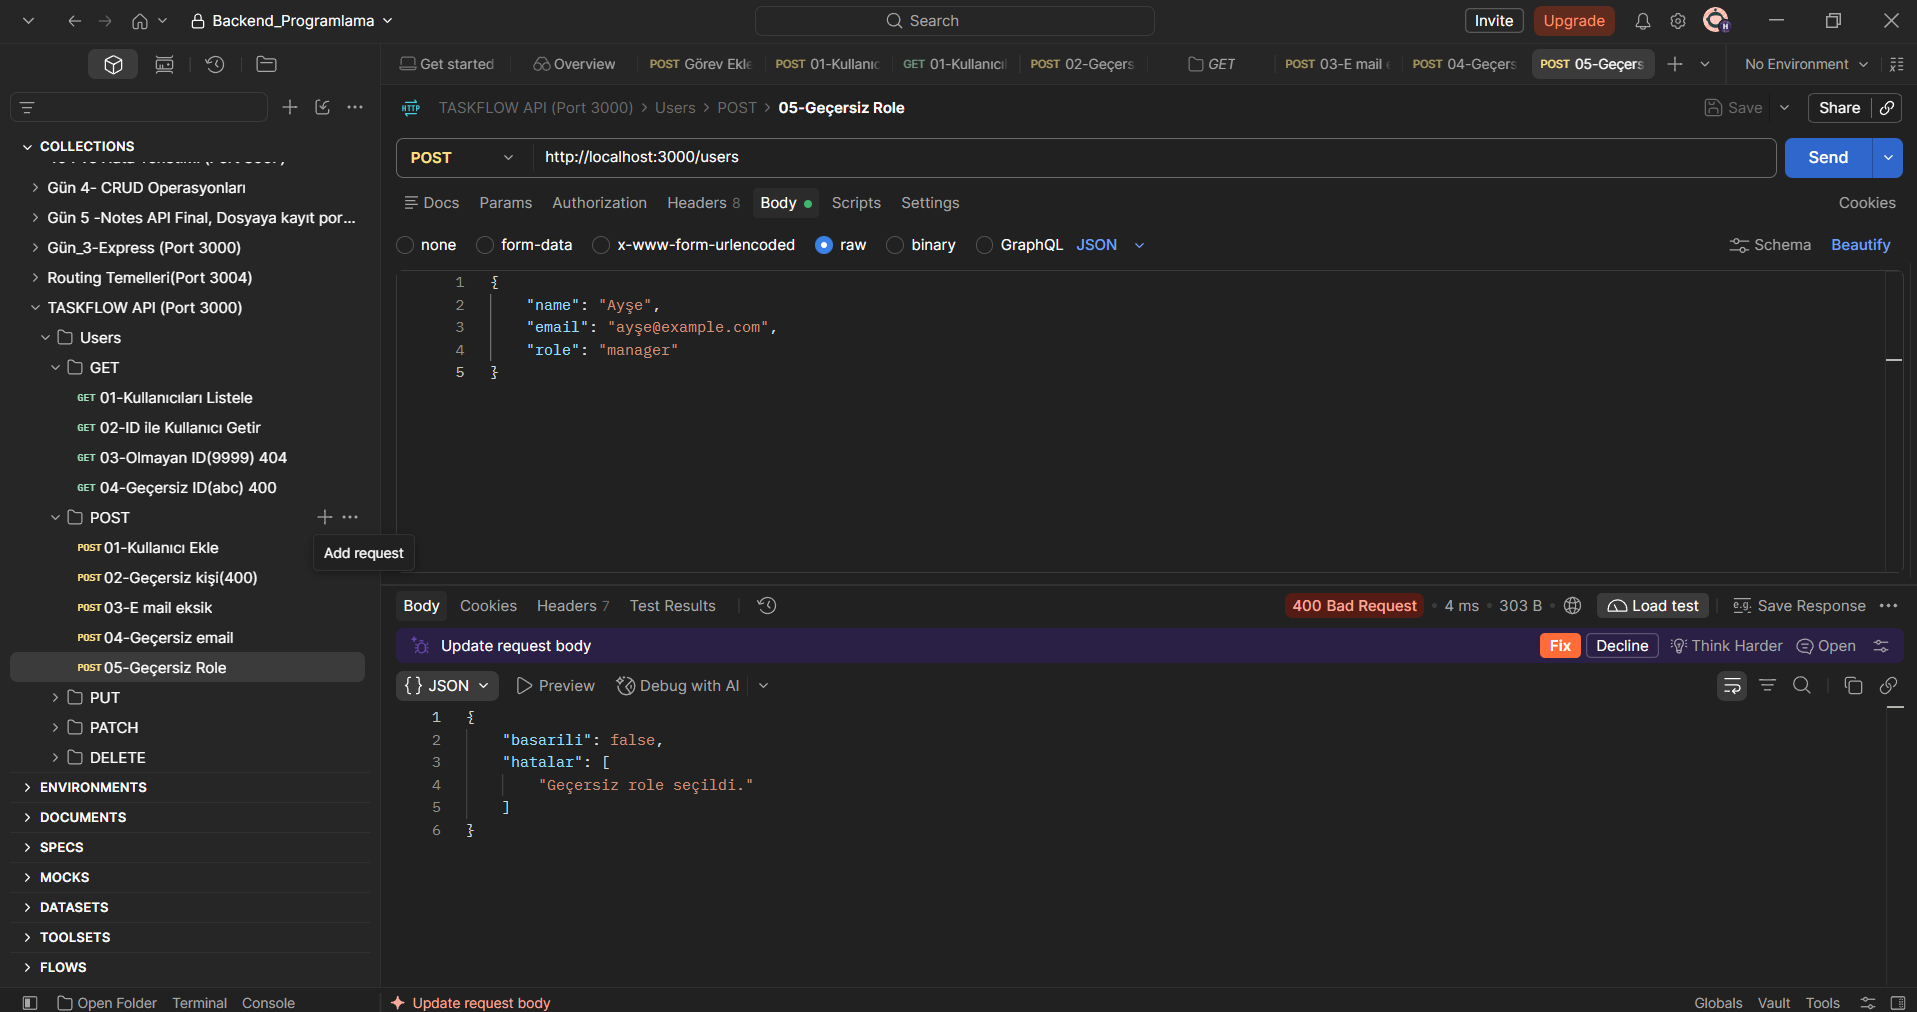 Backend_Programlama
Search
Invite
Upgrade
Get started
Overview
POST Görev Ekle
POST 01-Kullanıc
GET 01-Kullanıcıl
POST 02-Geçers
GET
POST 03-E mail e
POST 04-Geçers
POST 05-Geçers
No Environment
HTTP TASKFLOW API (Port 3000) > Users > POST > 05-Geçersiz Role
Save
Share
COLLECTIONS
Gün 4- CRUD Operasyonları
Gün 5 -Notes API Final, Dosyaya kayıt por...
Gün_3-Express (Port 3000)
Routing Temelleri(Port 3004)
TASKFLOW API (Port 3000)
Users
GET
GET 01-Kullanıcıları Listele
GET 02-ID ile Kullanıcı Getir
GET 03-Olmayan ID(9999) 404
GET 04-Geçersiz ID(abc) 400
POST
Add request
POST 01-Kullanıcı Ekle
POST 02-Geçersiz kişi(400)
POST 03-E mail eksik
POST 04-Geçersiz email
POST 05-Geçersiz Role
PUT
PATCH
DELETE
ENVIRONMENTS
DOCUMENTS
SPECS
MOCKS
DATASETS
TOOLSETS
FLOWS
POST
http://localhost:3000/users
Send
Docs Params Authorization Headers 8 Body Scripts Settings
Cookies
none form-data x-www-form-urlencoded raw binary GraphQL JSON
Schema Beautify
1 {
2 "name": "Ayşe",
3 "email": "ayşe@example.com",
4 "role": "manager"
5 }
Body Cookies Headers 7 Test Results
400 Bad Request • 4 ms • 303 B
Load test
e.g. Save Response
Update request body
Fix Decline Think Harder Open
{} JSON Preview Debug with AI
1 {
2 "basarili": false,
3 "hatalar": [
4 "Geçersiz role seçildi."
5 ]
6 }
Open Folder Terminal Console
Update request body
Globals Vault Tools